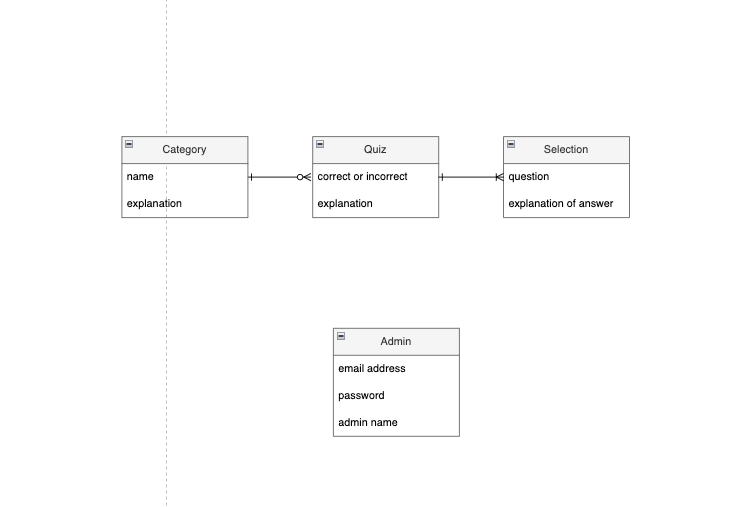 Category
name
explanation
Quiz
correct or incorrect
explanation
Selection
question
explanation of answer
Admin
email address
password
admin name